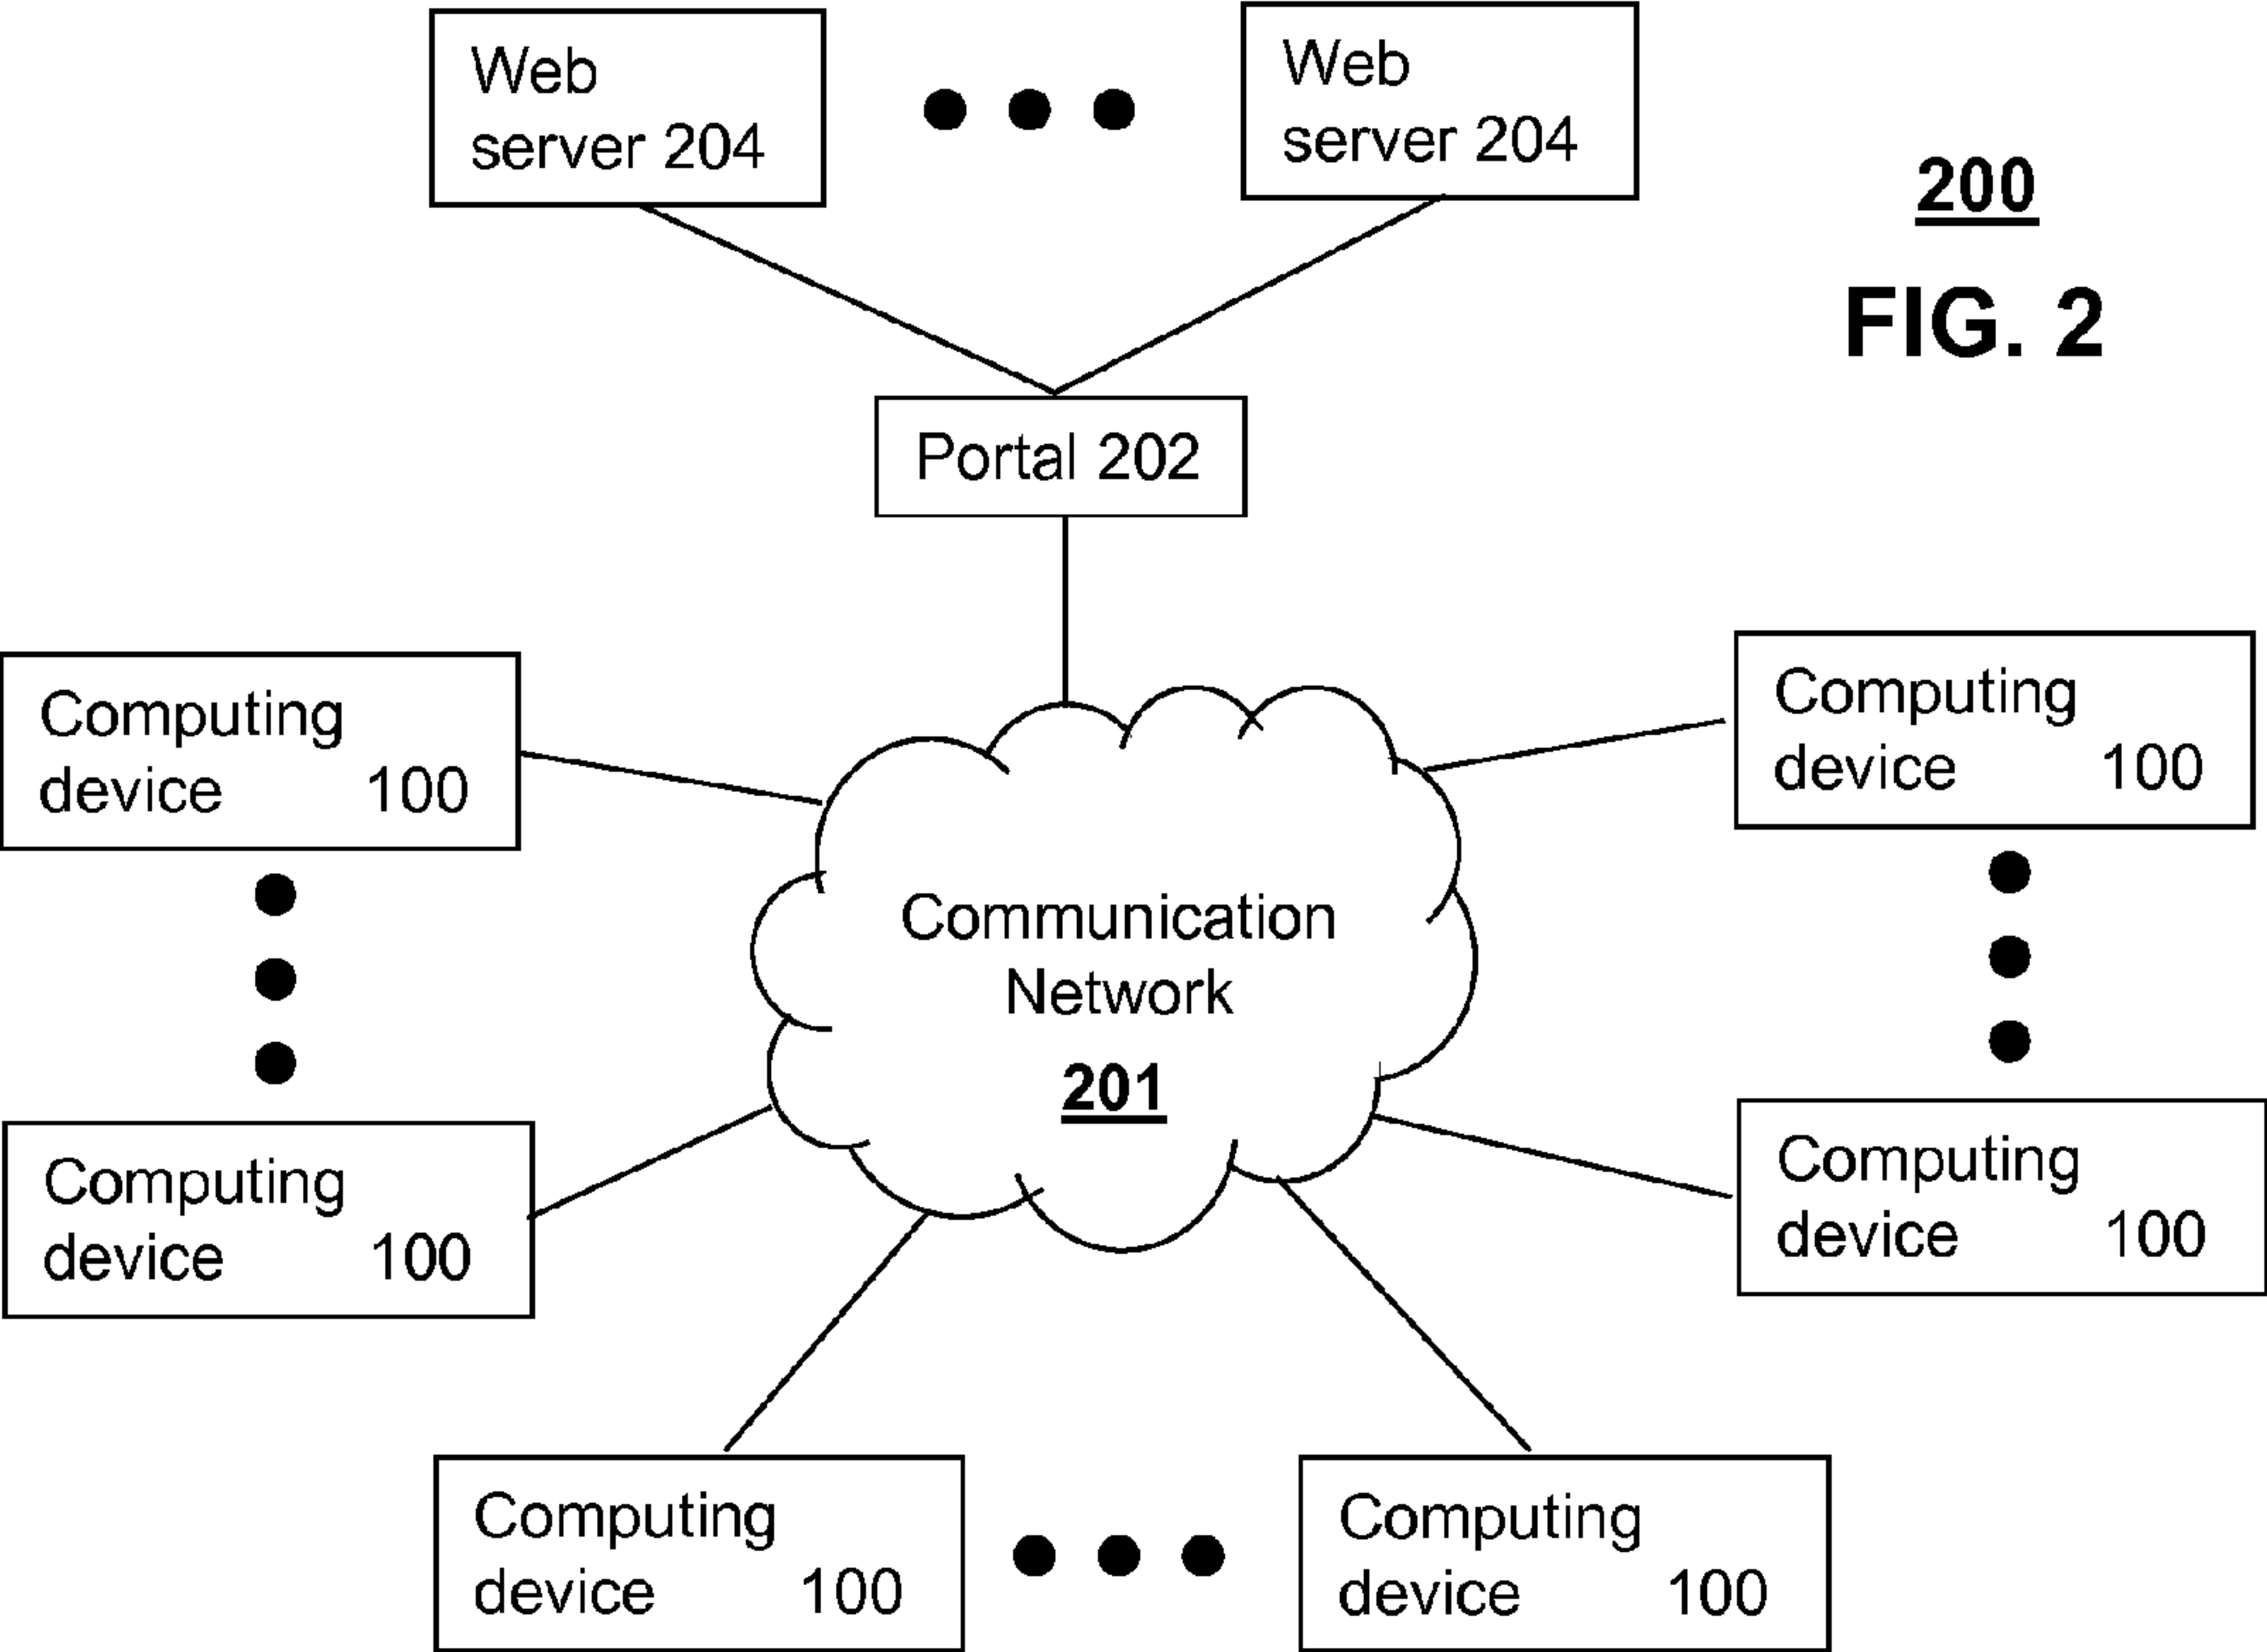 Web
server 204
Web
server 204
200
FIG. 2
Portal 202
Computing
device 100
Computing
device 100
Communication
Network
201
Computing
device 100
Computing
device 100
Computing
device 100
Computing
device 100